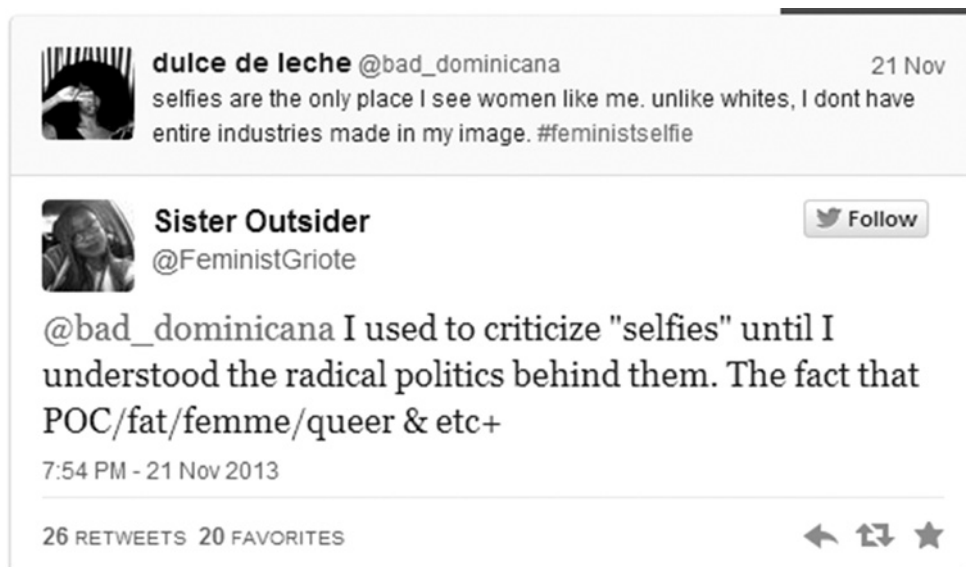 dulce de leche @bad_dominicana 21 Nov
selfies are the only place I see women like me. unlike whites, I dont have
entire industries made in my image. #feministselfie
Sister Outsider Follow
@FeministGriote
@bad_dominicana I used to criticize "selfies" until I
understood the radical politics behind them. The fact that
POC/fat/femme/queer & etc+
7:54 PM - 21 Nov 2013
26 RETWEETS 20 FAVORITES